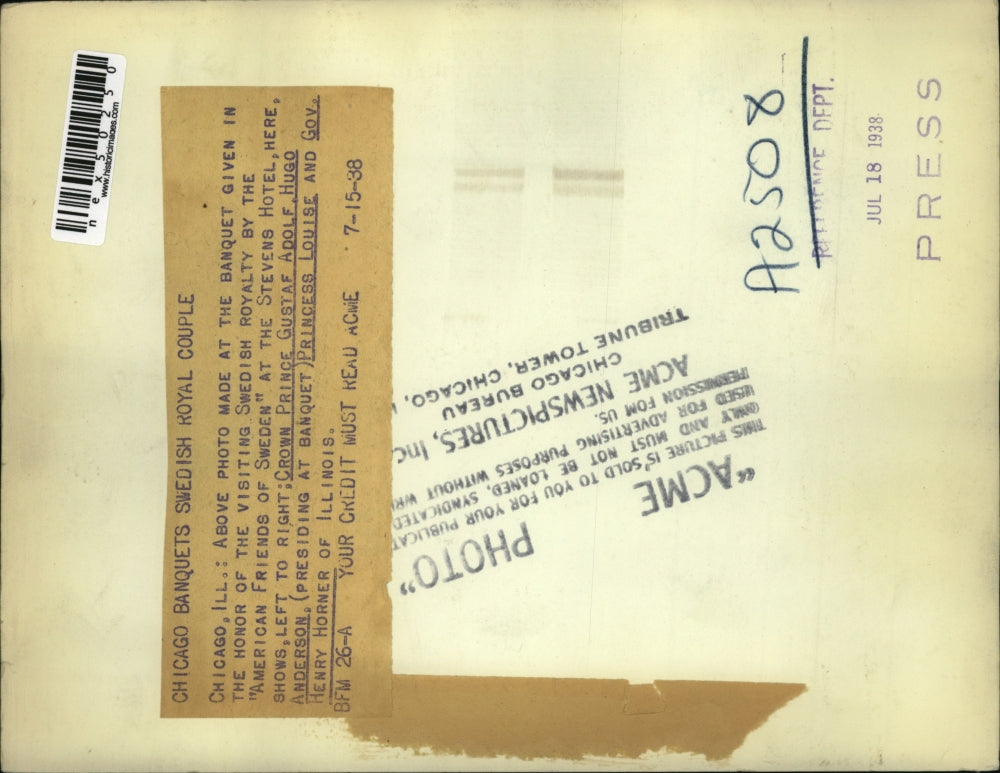 nex50250
www.historicimages.com
CHICAGO BANQUETS SWEDISH ROYAL COUPLE
CHICAGO, ILL.: ABOVE PHOTO MADE AT THE BANQUET GIVEN IN
THE HONOR OF THE VISITING SWEDISH ROYALTY BY THE
"AMERICAN FRIENDS OF SWEDEN" AT THE STEVENS HOTEL, HERE,
SHOWS, LEFT TO RIGHT; CROWN PRINCE GUSTAF ADOLF, HUGO
ANDERSON, (PRESIDING AT BANQUET) PRINCESS LOUISE AND GOV.
HENRY HORNER OF ILLINOIS.
BFM 26-A YOUR CREDIT MUST READ ACME 7-15-38
"ACME PHOTO"
THIS PICTURE IS SOLD TO YOU FOR YOUR PUBLICAT
ONLY AND MUST NOT BE LOANED, SYNDICATED
USED FOR ADVERTISING PURPOSES WITHOUT WRI
PERMISSION FOM US.
ACME NEWSPICTURES, Inc
CHICAGO BUREAU
TRIBUNE TOWER, CHICAGO,
A2508
DEPT.
JUL 18 1938
PRESS